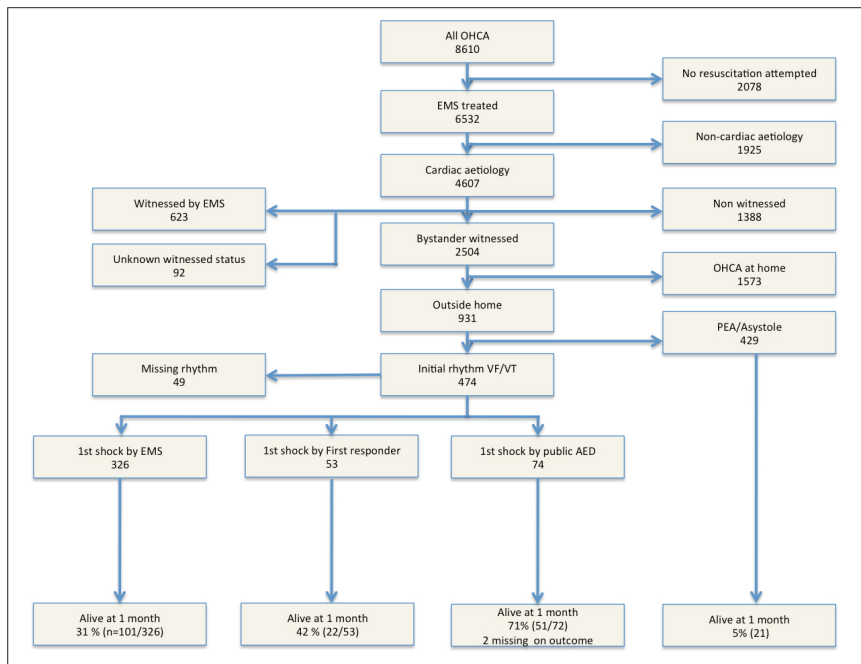 All OHCA
8610
No resuscitation attempted
2078
EMS treated
6532
Non-cardiac aetiology
1925
Cardiac aetiology
4607
Witnessed by EMS
623
Non witnessed
1388
Bystander witnessed
2504
Unknown witnessed status
92
OHCA at home
1573
Outside home
931
PEA/Asystole
429
Missing rhythm
49
Initial rhythm VF/VT
474
1st shock by EMS
326
1st shock by First responder
53
1st shock by public AED
74
Alive at 1 month
31 % (n=101/326)
Alive at 1 month
42 % (22/53)
Alive at 1 month
71% (51/72)
2 missing on outcome
Alive at 1 month
5% (21)